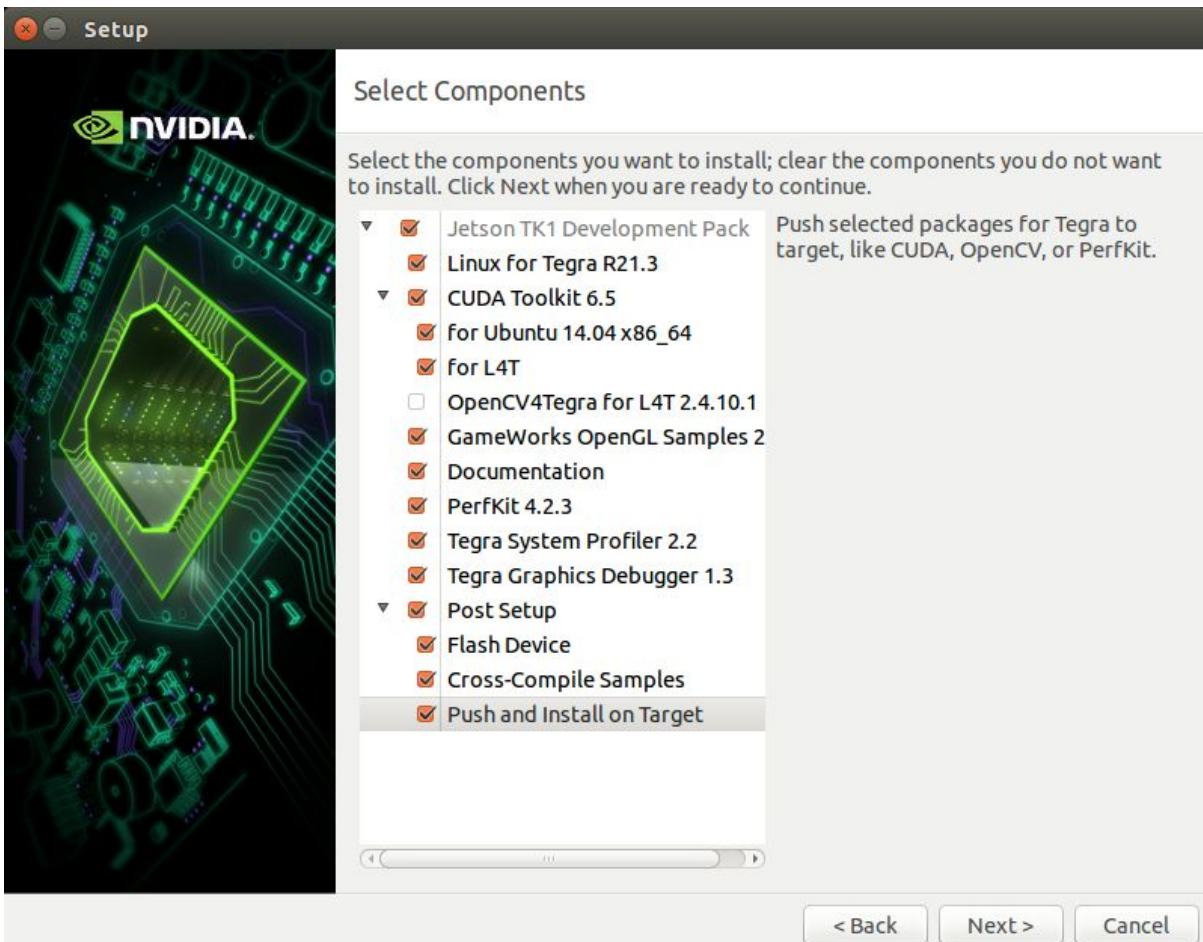 Setup
NVIDIA.
Select Components
Select the components you want to install; clear the components you do not want
to install. Click Next when you are ready to continue.
Jetson TK1 Development Pack
Linux for Tegra R21.3
CUDA Toolkit 6.5
for Ubuntu 14.04 x86_64
for L4T
OpenCV4Tegra for L4T 2.4.10.1
GameWorks OpenGL Samples 2
Documentation
PerfKit 4.2.3
Tegra System Profiler 2.2
Tegra Graphics Debugger 1.3
Post Setup
Flash Device
Cross-Compile Samples
Push and Install on Target
Push selected packages for Tegra to
target, like CUDA, OpenCV, or PerfKit.
< Back
Next >
Cancel